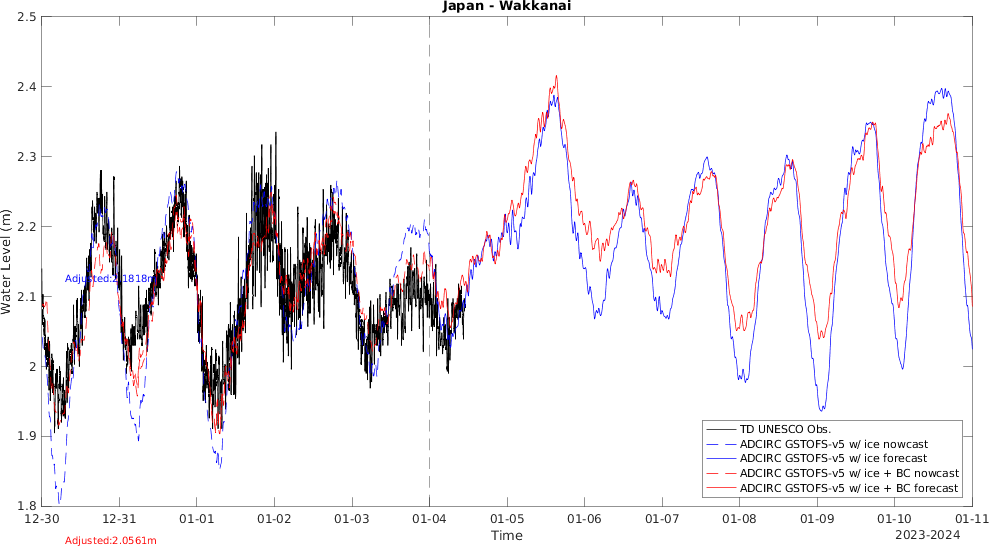 Japan - Wakkanai
2.5
2.4
2.3
2.2
2.1
2
1.9
1.8
Water Level (m)
Adjusted:2.1818m
TD UNESCO Obs.
ADCIRC GSTOFS-v5 w/ ice nowcast
ADCIRC GSTOFS-v5 w/ ice forecast
ADCIRC GSTOFS-v5 w/ ice + BC nowcast
ADCIRC GSTOFS-v5 w/ ice + BC forecast
12-30 12-31 01-01 01-02 01-03 01-04 01-05 01-06 01-07 01-08 01-09 01-10 01-11
Time
2023-2024
Adjusted:2.0561m